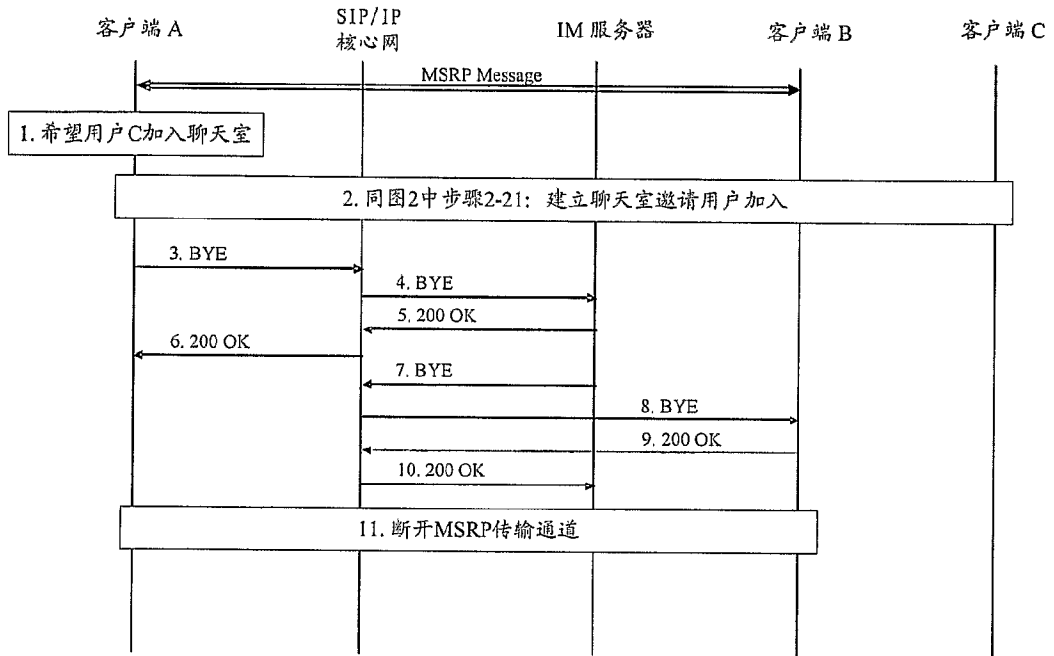 客户端 A
SIP/IP
核心网
IM 服务器
客户端 B
客户端 C
MSRP Message
1. 希望用户C加入聊天室
2. 同图2中步骤2-21：建立聊天室邀请用户加入
3. BYE
4. BYE
5. 200 OK
6. 200 OK
7. BYE
8. BYE
9. 200 OK
10. 200 OK
11. 断开MSRP传输通道